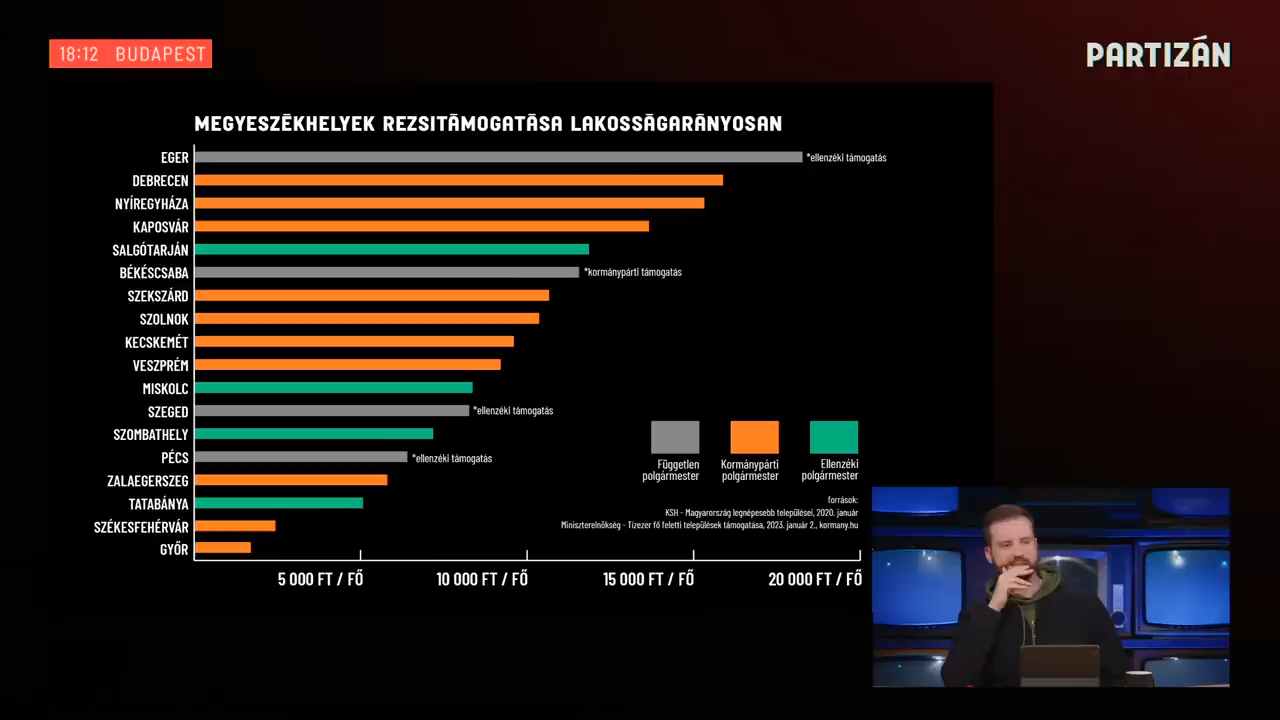 18:12 BUDAPEST
PARTIZÁN
MEGYESZÉKHELYEK REZSITÁMOGATÁSA LAKOSSÁGARÁNYOSAN
EGER
*ellenzéki támogatás
DEBRECEN
NYÍREGYHÁZA
KAPOSVÁR
SALGÓTARJÁN
BÉKÉSCSABA
*kormánypárti támogatás
SZEKSZÁRD
SZOLNOK
KECSKEMÉT
VESZPRÉM
MISKOLC
SZEGED
*ellenzéki támogatás
SZOMBATHELY
PÉCS
*ellenzéki támogatás
ZALAEGERSZEG
TATABÁNYA
SZÉKESFEHÉRVÁR
GYŐR
5 000 FT / FŐ
10 000 FT / FŐ
15 000 FT / FŐ
20 000 FT / FŐ
Független
polgármester
Kormánypárti
polgármester
Ellenzéki
polgármester
források:
KSH - Magyarország legnépesebb települései, 2020. január
Miniszterelnökség - Tízezer fő feletti települések támogatása, 2023. január 2., kormany.hu